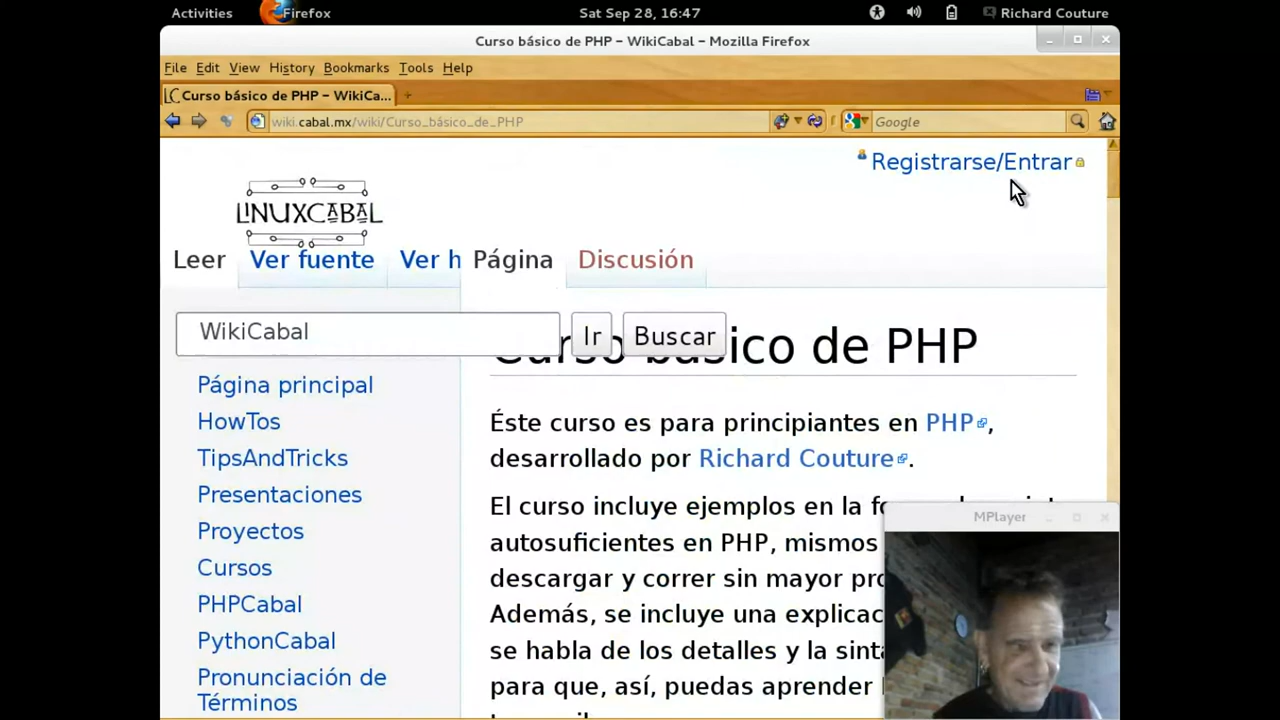 Activities Firefox Sat Sep 28, 16:47 Richard Couture
Curso básico de PHP – WikiCabal – Mozilla Firefox
File Edit View History Bookmarks Tools Help
Curso básico de PHP – WikiCa...
wiki.cabal.mx/wiki/Curso_básico_de_PHP Google
Registrarse/Entrar
LINUXCABAL
Leer Ver fuente Ver h Página Discusión
WikiCabal Ir Buscar
Curso básico de PHP
Página principal
HowTos
TipsAndTricks
Presentaciones
Proyectos
Cursos
PHPCabal
PythonCabal
Pronunciación de
Términos
Éste curso es para principiantes en PHP,
desarrollado por Richard Couture.
El curso incluye ejemplos en la
autosuficientes en PHP, mismos
descargar y correr sin mayor
Además, se incluye una
se habla de los detalles y la
para que, así, puedas aprender
MPlayer